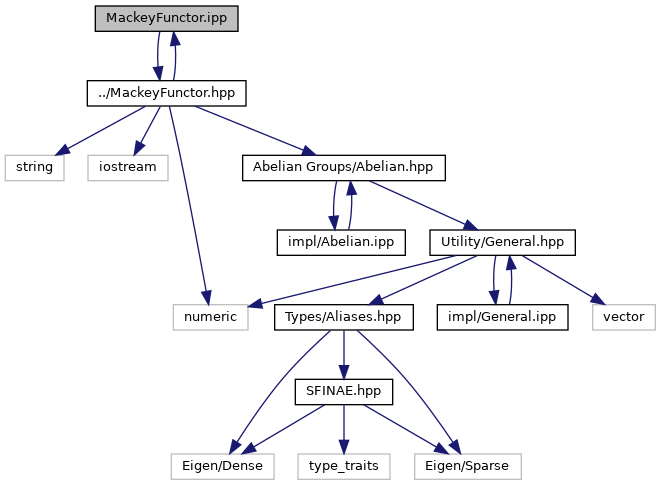 MackeyFunctor.ipp
../MackeyFunctor.hpp
string
iostream
Abelian Groups/Abelian.hpp
impl/Abelian.ipp
Utility/General.hpp
numeric
Types/Aliases.hpp
impl/General.ipp
vector
SFINAE.hpp
Eigen/Dense
type_traits
Eigen/Sparse